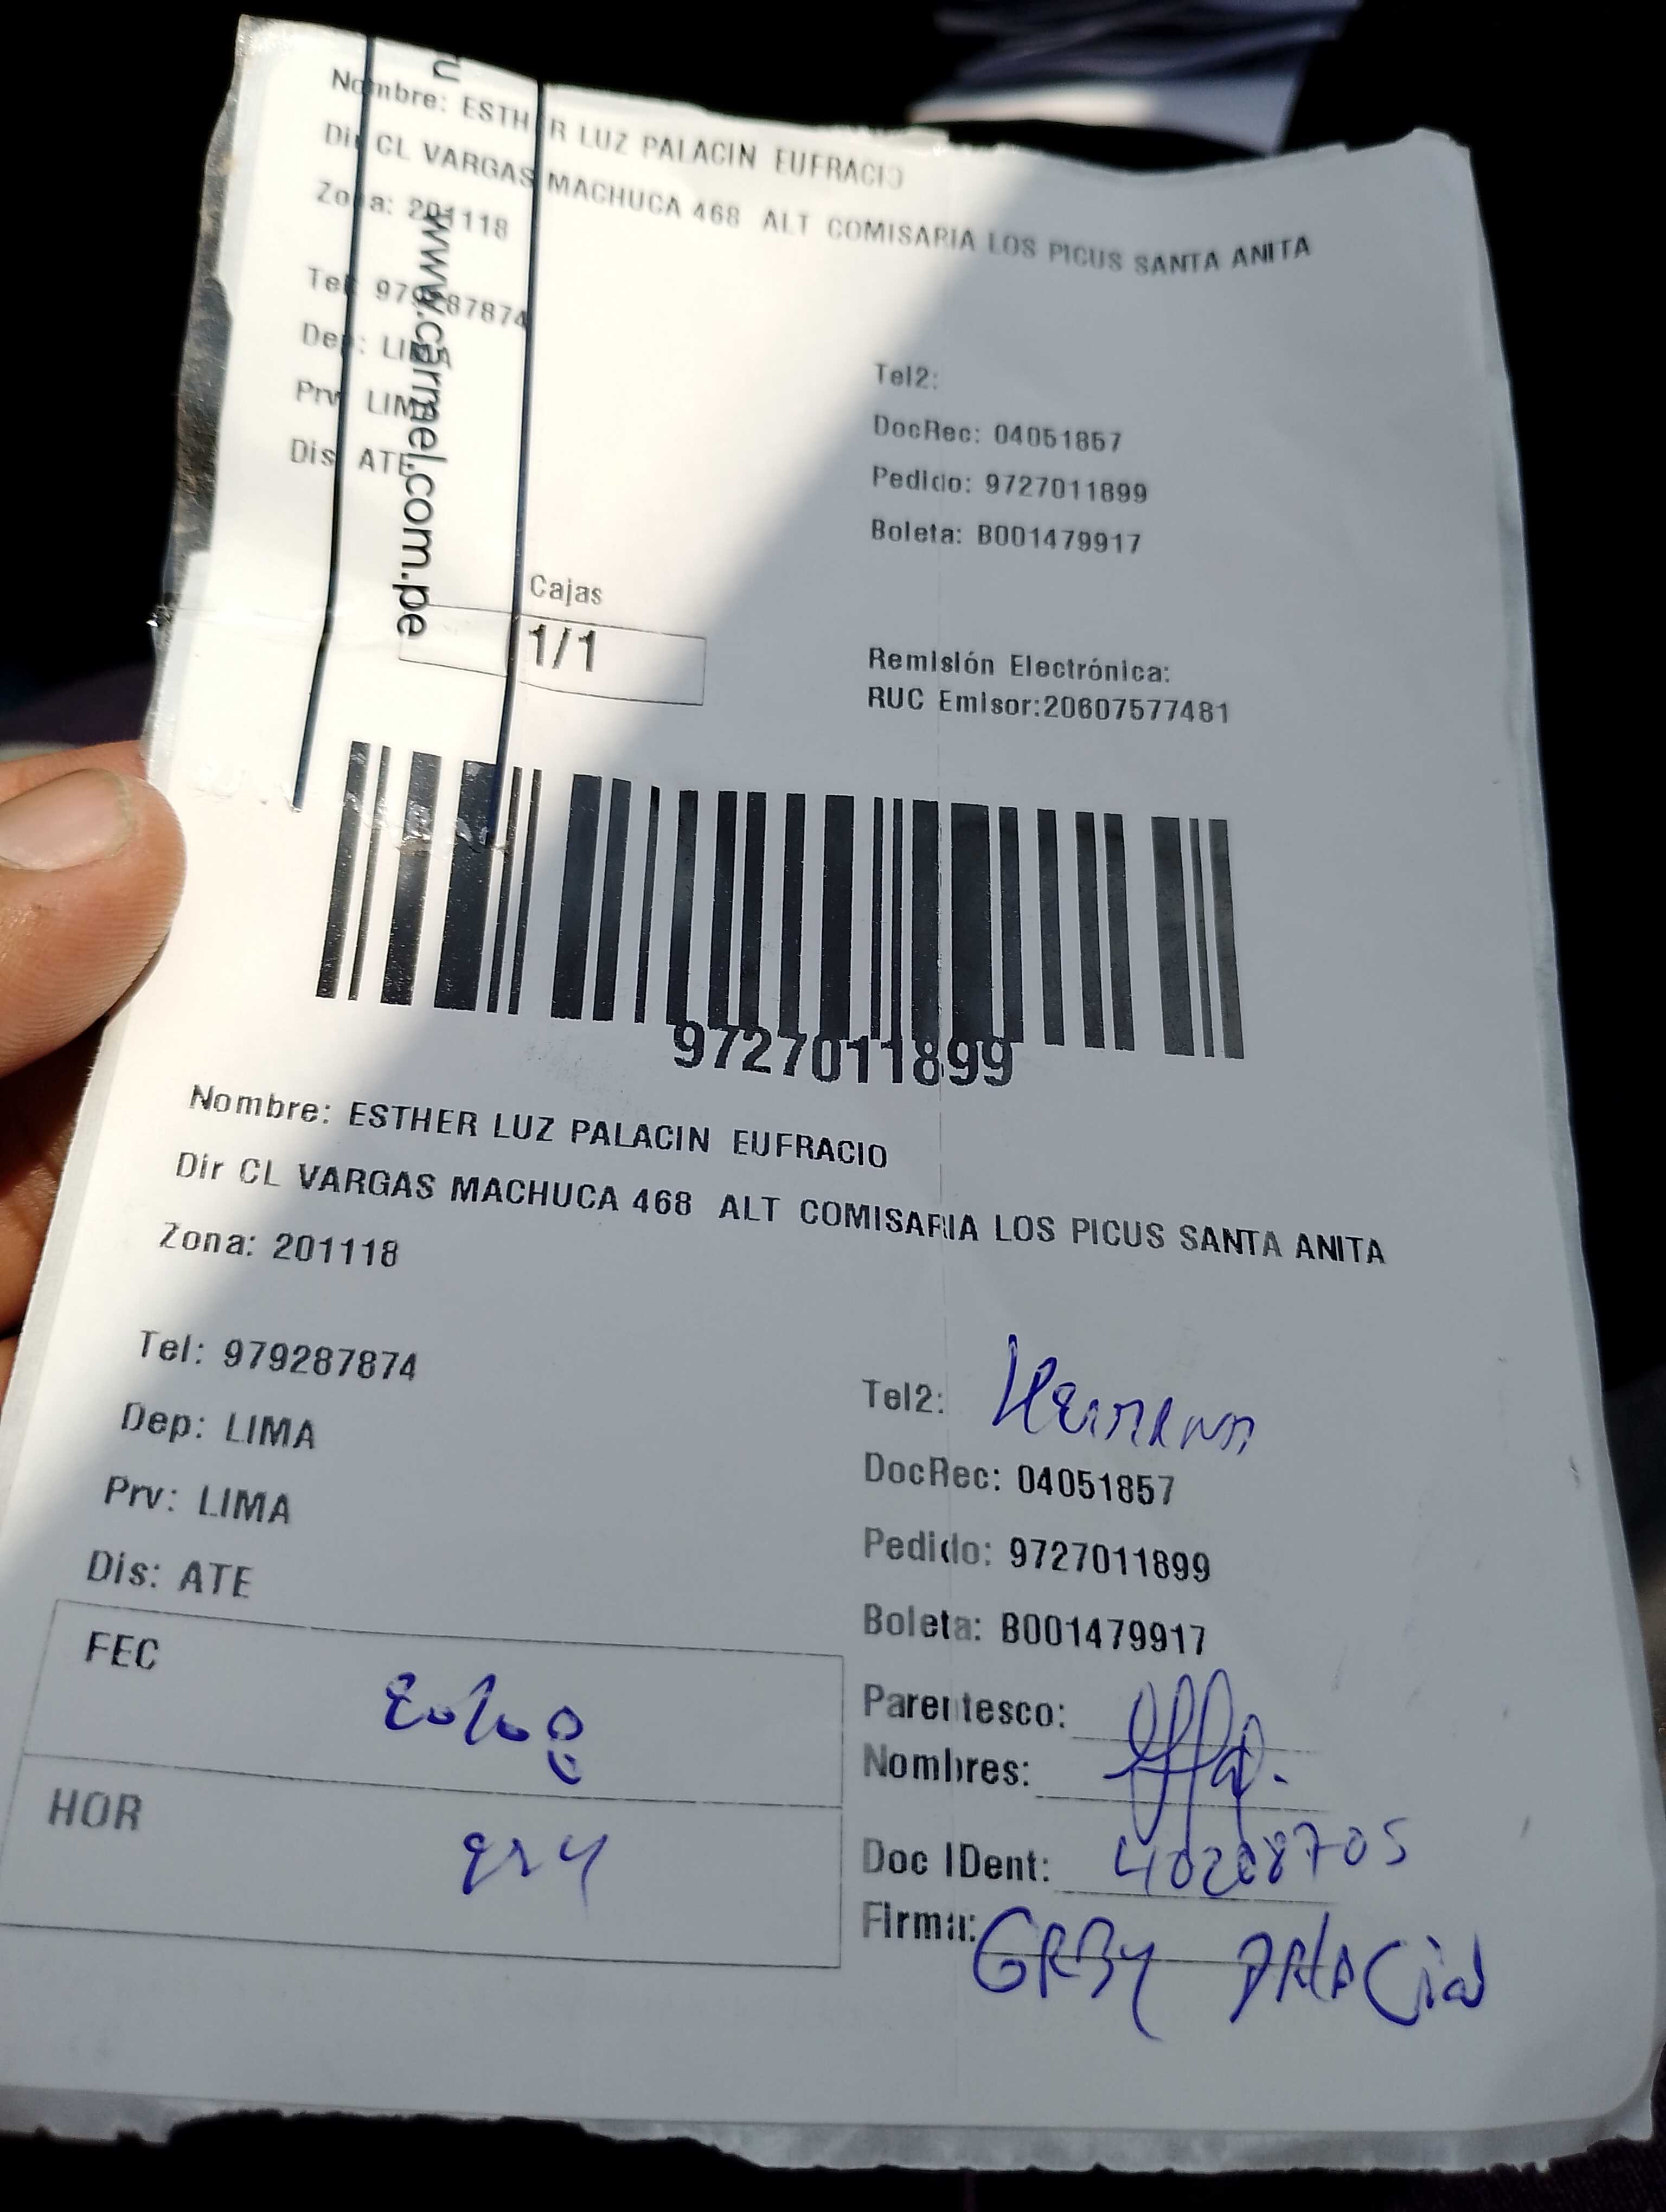 Nombre: ESTHER LUZ PALACIN EUFRACIO
Dir CL VARGAS MACHUCA 468 ALT COMISARIA LOS PICUS SANTA ANITA
Zona: 201118
Tel: 979287874
Dep: LIMA
Prv: LIMA
Dis: ATE
www.carmel.com.pe
Tel2:
DocRec: 04051857
Pedido: 9727011899
Boleta: B001479917
Cajas
1/1
Remisión Electrónica:
RUC Emisor:20607577481
9727011899
Nombre: ESTHER LUZ PALACIN EUFRACIO
Dir CL VARGAS MACHUCA 468 ALT COMISARIA LOS PICUS SANTA ANITA
Zona: 201118
Tel: 979287874
Dep: LIMA
Prv: LIMA
Dis: ATE
Tel2:
DocRec: 04051857
Pedido: 9727011899
Boleta: B001479917
FEC
HOR
Parentesco:
Nombres:
Doc IDent: 40208705
Firma: GABY PALACIN